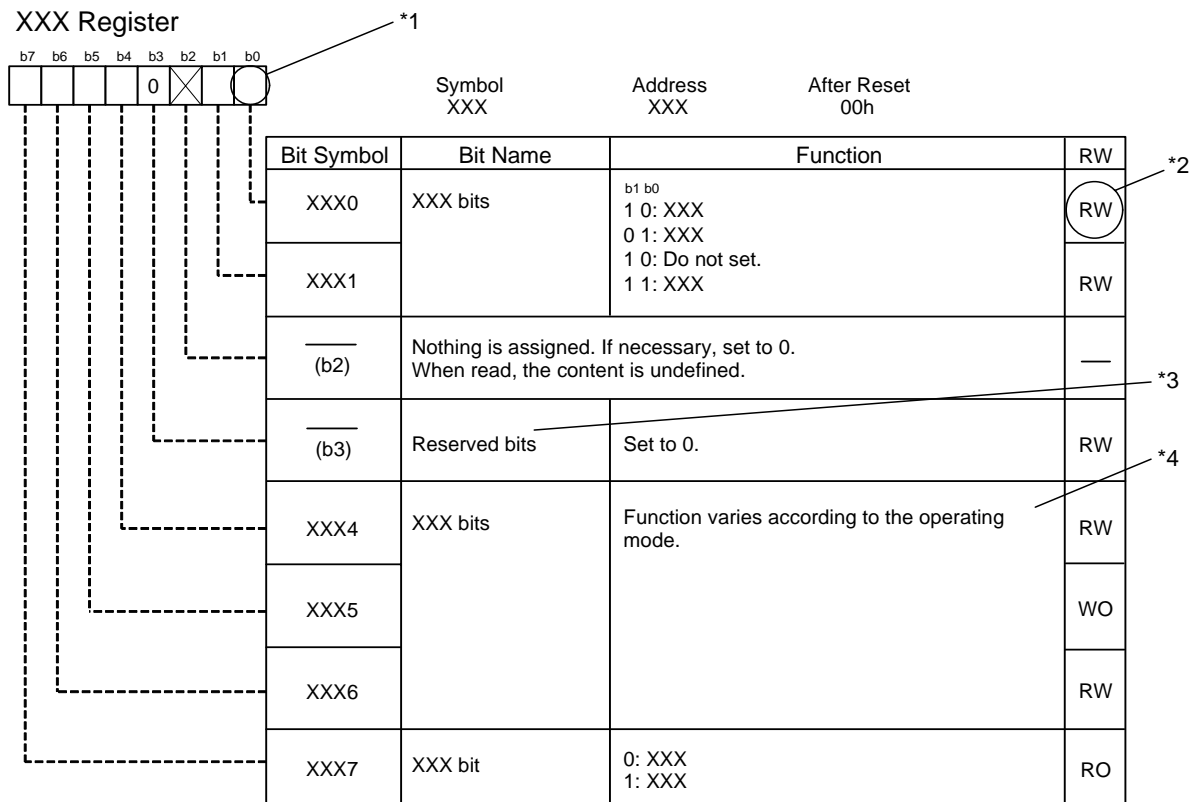 XXX Register
*1
b7 b6 b5 b4 b3 b2 b1 b0
0
Symbol Address After Reset
XXX XXX 00h
Bit Symbol Bit Name Function RW
*2
XXX0 XXX bits b1 b0 RW
1 0: XXX
0 1: XXX
1 0: Do not set.
1 1: XXX
XXX1 RW
(b2) Nothing is assigned. If necessary, set to 0. —
When read, the content is undefined.
*3
(b3) Reserved bits Set to 0. RW
*4
XXX4 XXX bits Function varies according to the operating RW
mode.
XXX5 WO
XXX6 RW
XXX7 XXX bit 0: XXX RO
1: XXX